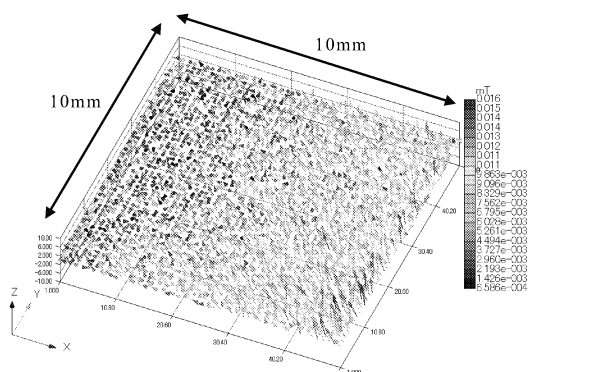 10mm
10mm
mT
0.016
0.015
0.014
0.014
0.013
0.012
0.011
0.011
9.863e-003
9.096e-003
8.329e-003
7.562e-003
6.795e-003
6.028e-003
5.261e-003
4.494e-003
3.727e-003
2.960e-003
2.193e-003
1.426e-003
6.586e-004
40.20
30.40
20.60
10.80
1.000
10.00
6.000
2.000
-2.000
-6.000
-10.00
1.000
10.80
20.60
30.40
40.20
Z
Y
X